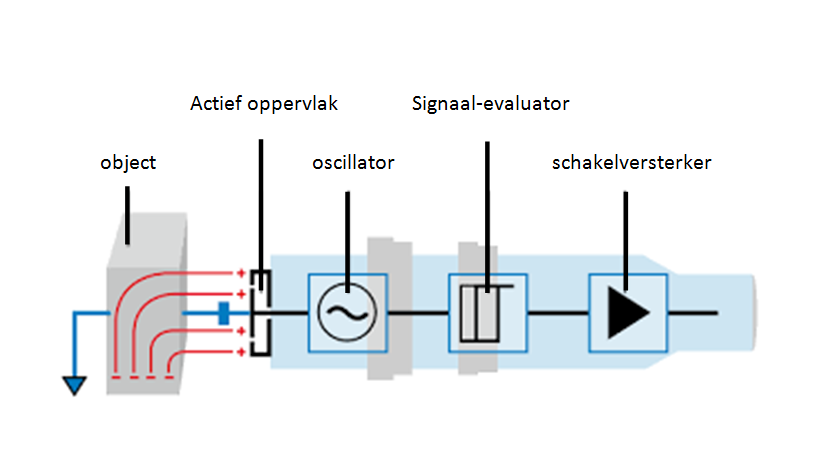 Actief oppervlak
Signaal-evaluator
object
oscillator
schakelversterker
+
+
+
+